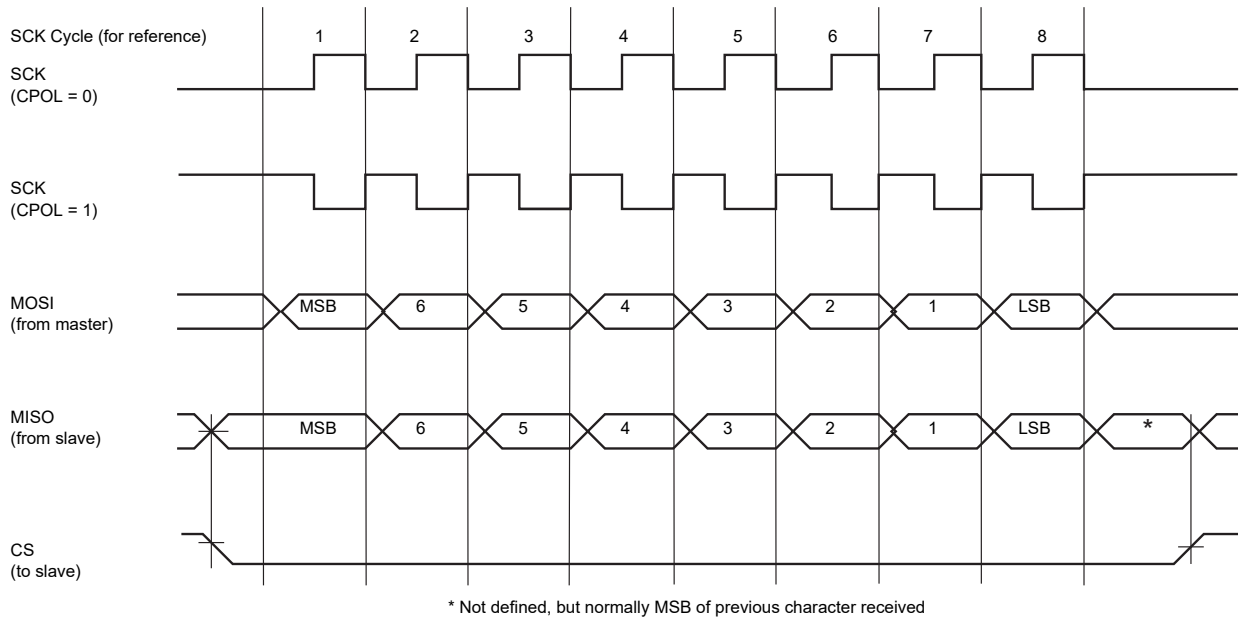 SCK Cycle (for reference) 1 2 3 4 5 6 7 8
SCK
(CPOL = 0)
SCK
(CPOL = 1)
MOSI
(from master)
MSB 6 5 4 3 2 1 LSB
MISO
(from slave)
MSB 6 5 4 3 2 1 LSB *
CS
(to slave)
* Not defined, but normally MSB of previous character received